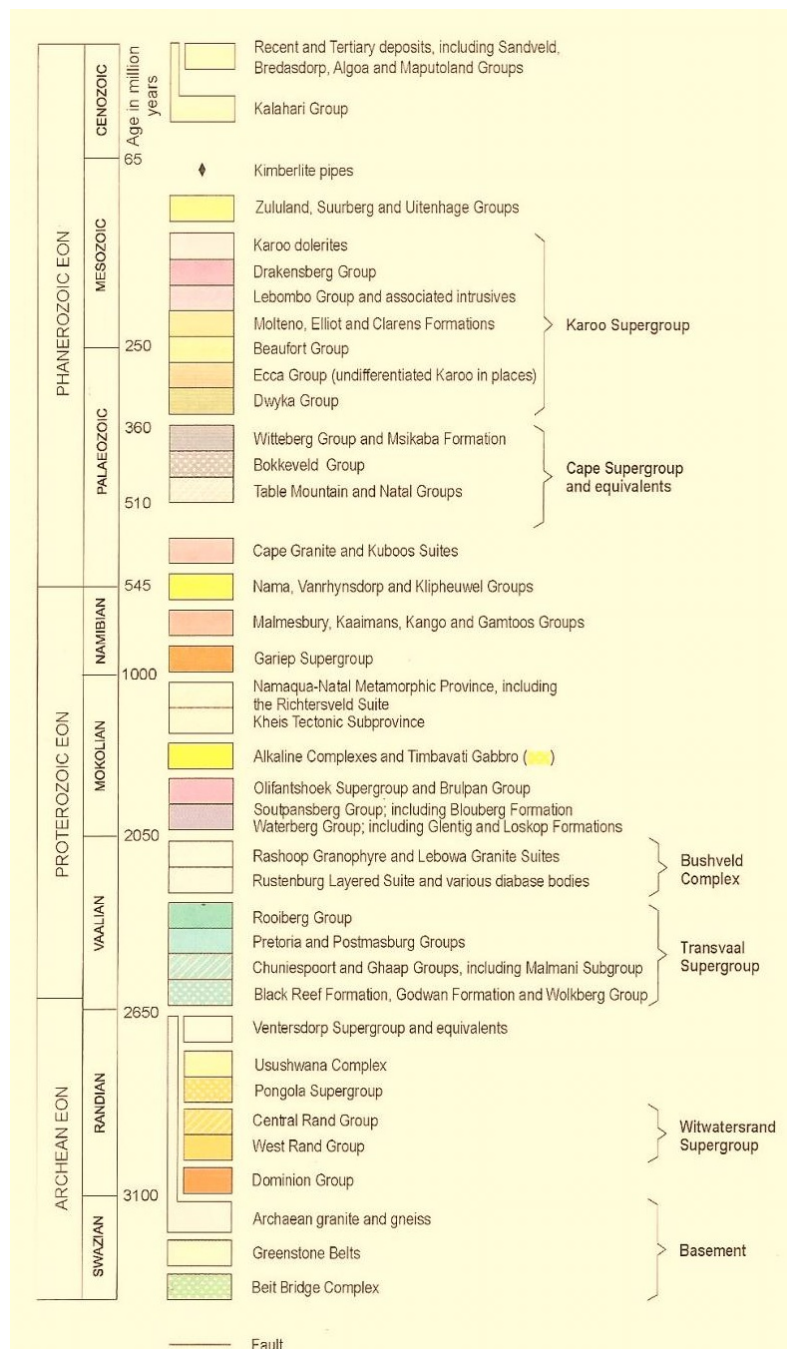 Recent and Tertiary deposits, including Sandveld,
Bredasdorp, Algoa and Maputoland Groups
Kalahari Group
CENOZOIC
Age in million
years
65
Kimberlite pipes
Zululand, Suurberg and Uitenhage Groups
PHANEROZOIC EON
MESOZOIC
Karoo dolerites
Drakensberg Group
Lebombo Group and associated intrusives
Molteno, Elliot and Clarens Formations
Karoo Supergroup
250
Beaufort Group
Ecca Group (undifferentiated Karoo in places)
Dwyka Group
PALAEOZOIC
360
Witteberg Group and Msikaba Formation
Bokkeveld Group
Table Mountain and Natal Groups
Cape Supergroup
and equivalents
510
Cape Granite and Kuboos Suites
545
Nama, Vanrhynsdorp and Klipheuwel Groups
PROTEROZOIC EON
NAMIBIAN
Malmesbury, Kaaimans, Kango and Gamtoos Groups
Gariep Supergroup
1000
Namaqua-Natal Metamorphic Province, including
the Richtersveld Suite
Kheis Tectonic Subprovince
MOKOLIAN
Alkaline Complexes and Timbavati Gabbro ( )
Olifantshoek Supergroup and Brulpan Group
Soutpansberg Group; including Blouberg Formation
Waterberg Group; including Glentig and Loskop Formations
2050
Rashoop Granophyre and Lebowa Granite Suites
Rustenburg Layered Suite and various diabase bodies
Bushveld
Complex
VAALIAN
Rooiberg Group
Pretoria and Postmasburg Groups
Chuniespoort and Ghaap Groups, including Malmani Subgroup
Black Reef Formation, Godwan Formation and Wolkberg Group
Transvaal
Supergroup
2650
Ventersdorp Supergroup and equivalents
ARCHEAN EON
RANDIAN
Usushwana Complex
Pongola Supergroup
Central Rand Group
West Rand Group
Witwatersrand
Supergroup
Dominion Group
3100
SWAZIAN
Archaean granite and gneiss
Greenstone Belts
Beit Bridge Complex
Basement
Fault